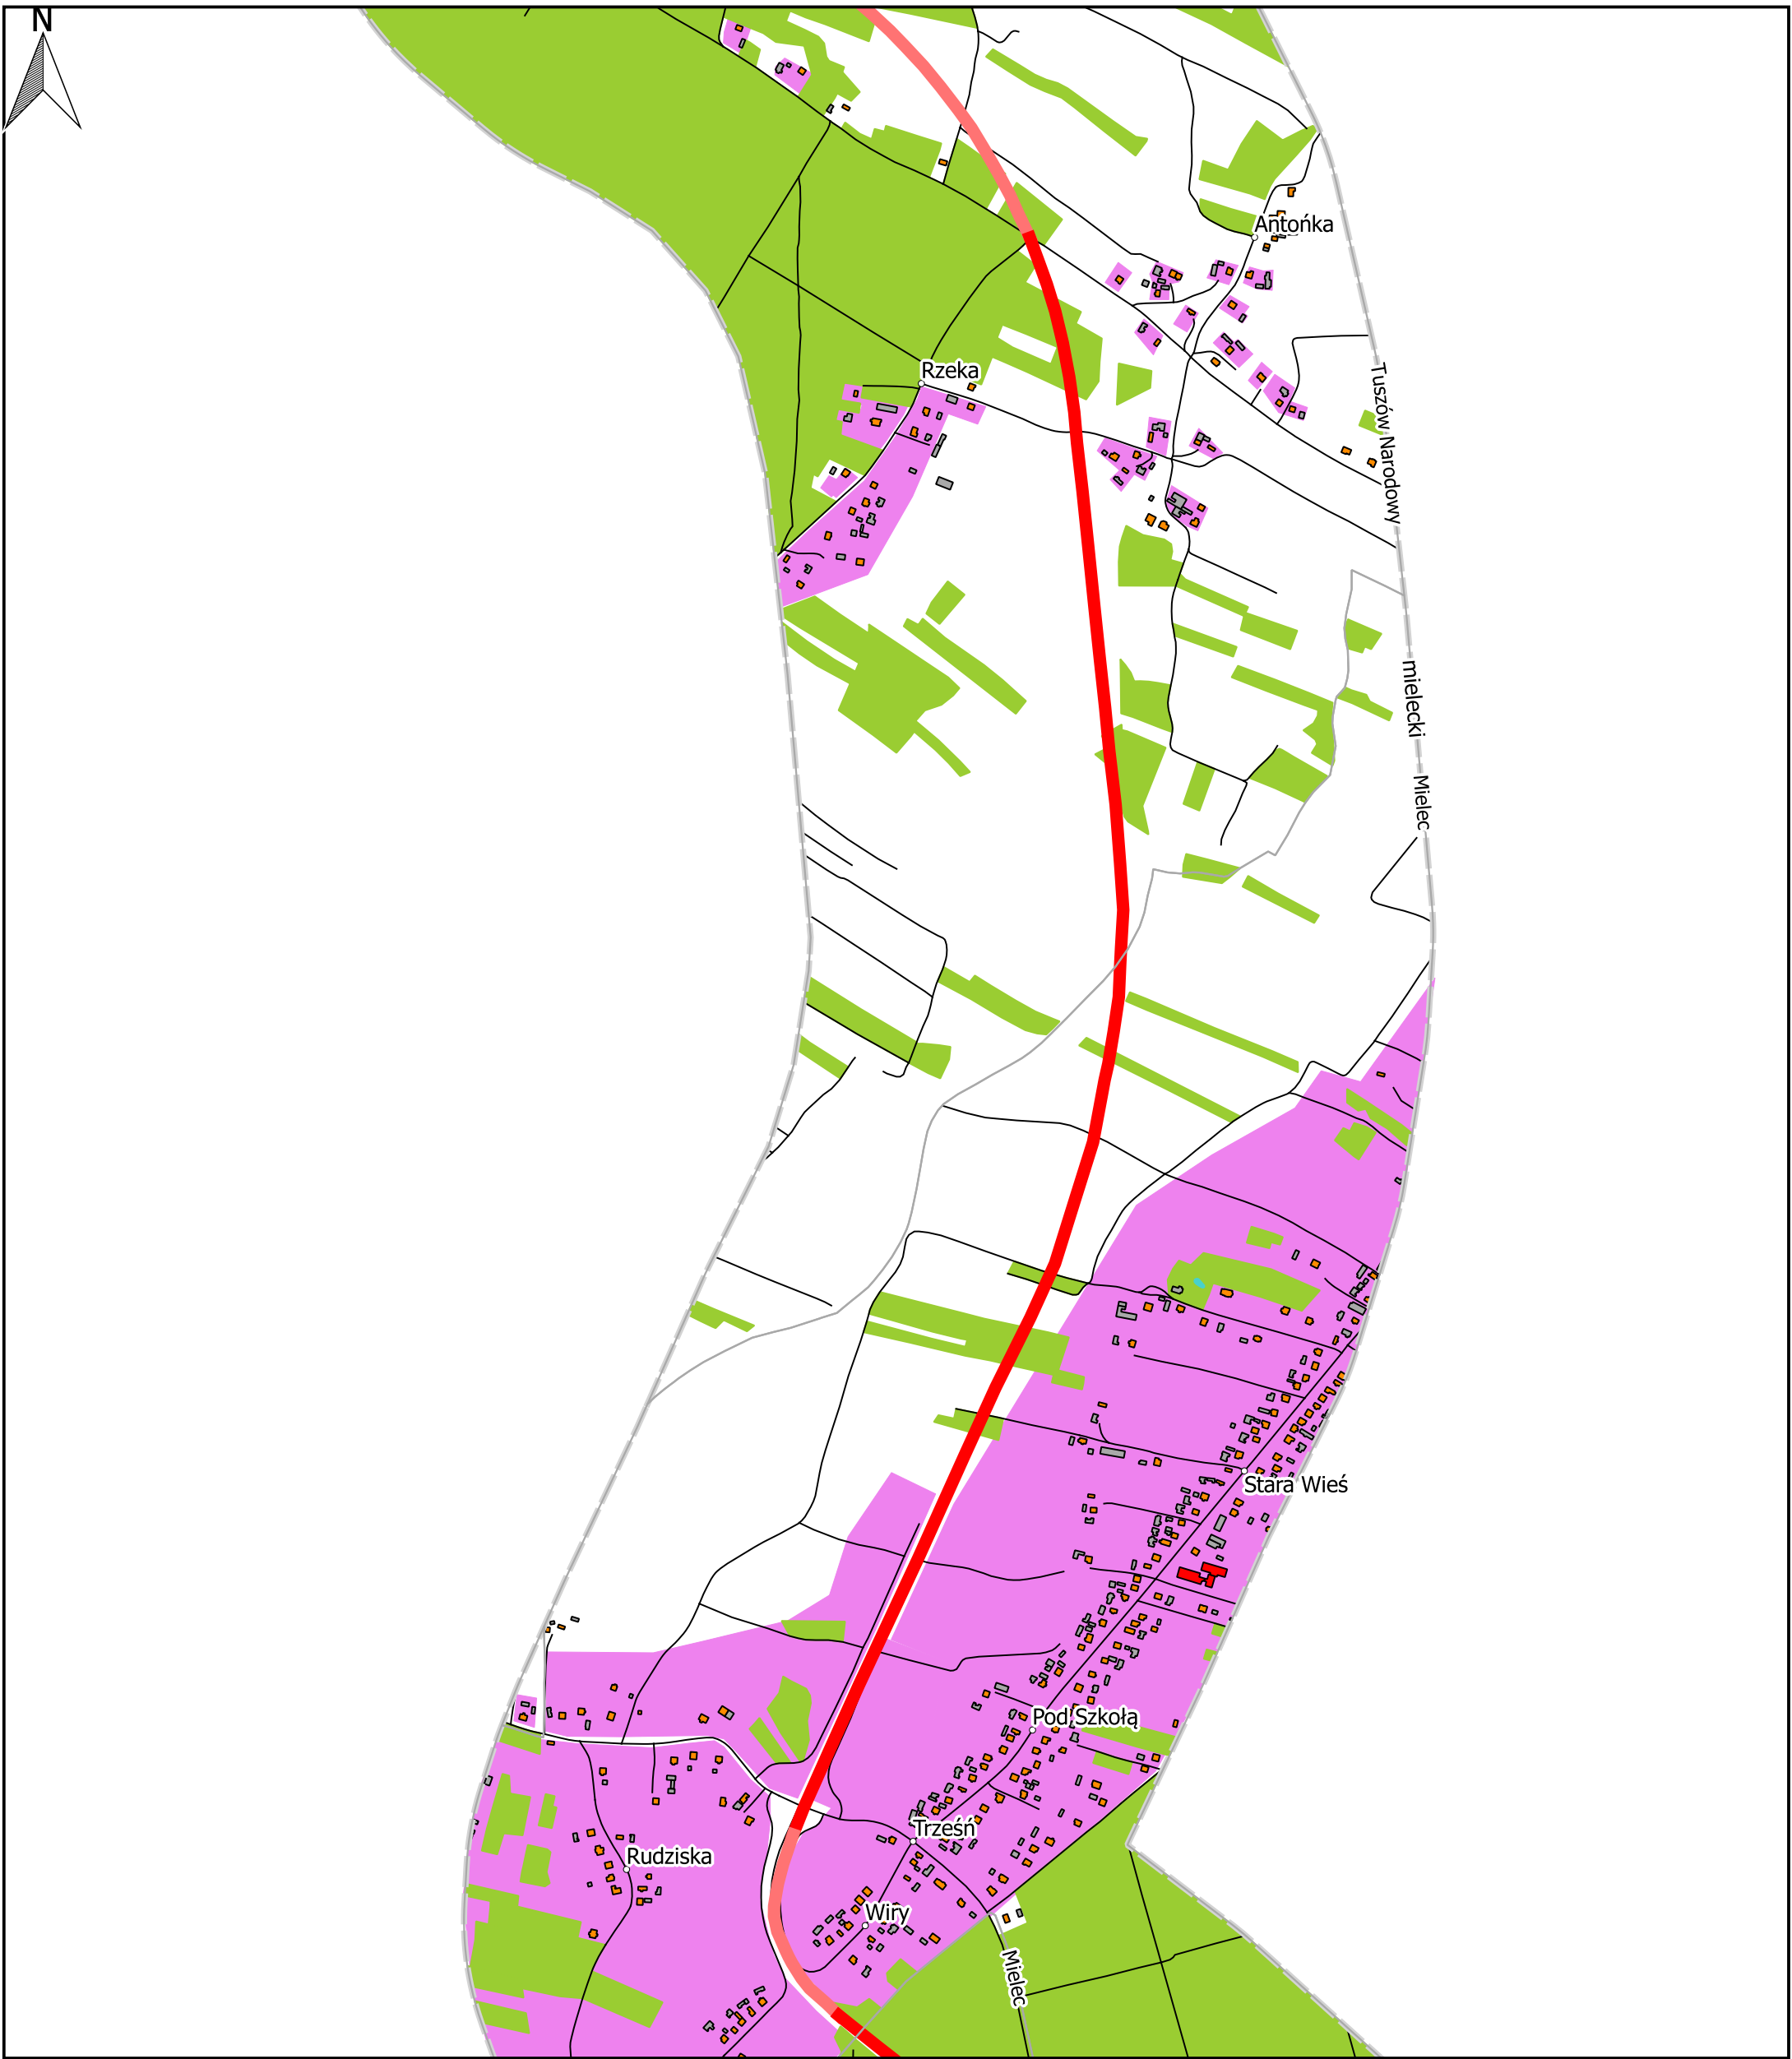 N
Antońka
Rzeka
Tuszów Narodowy
mielecki
Mielec
Stara Wieś
Pod Szkołą
Trześń
Rudziska
Wiry
Mielec